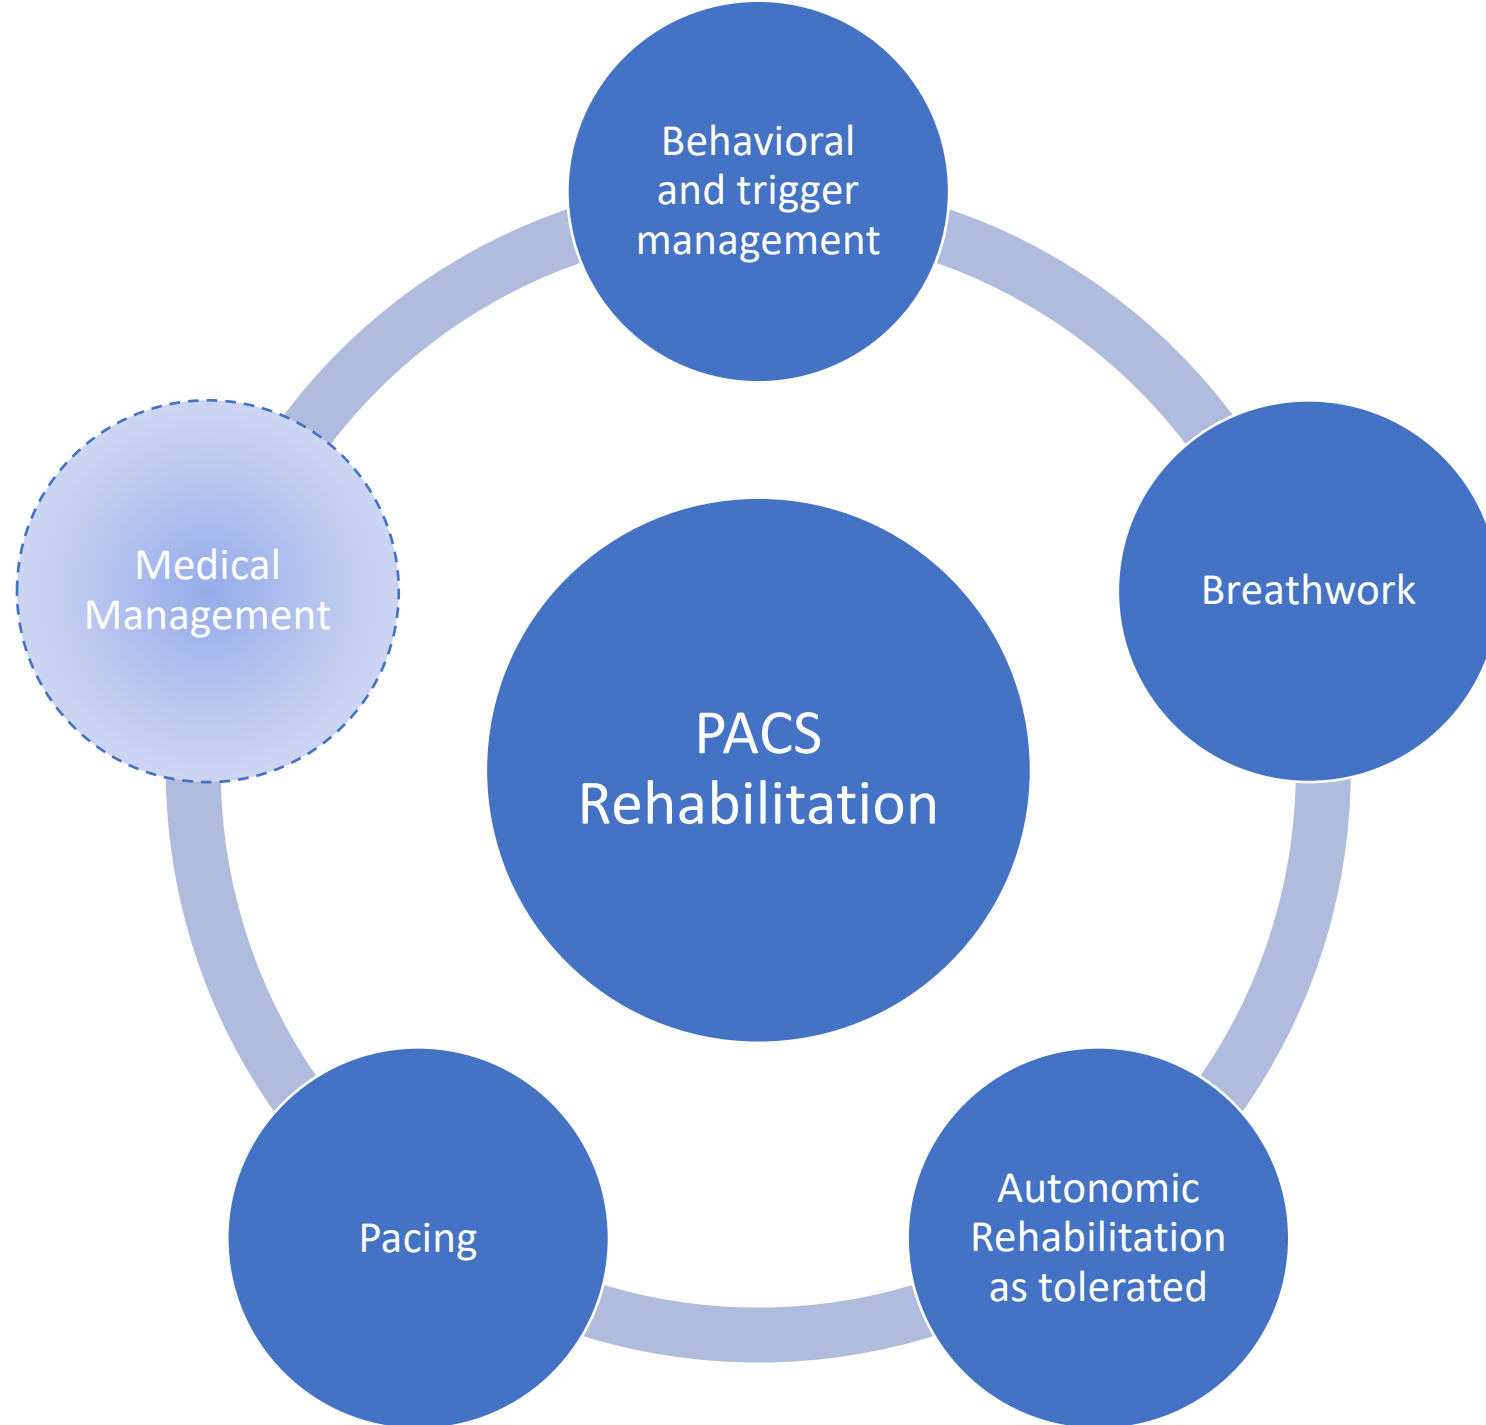 Behavioral
and trigger
management
Medical
Management
Breathwork
PACS
Rehabilitation
Pacing
Autonomic
Rehabilitation
as tolerated